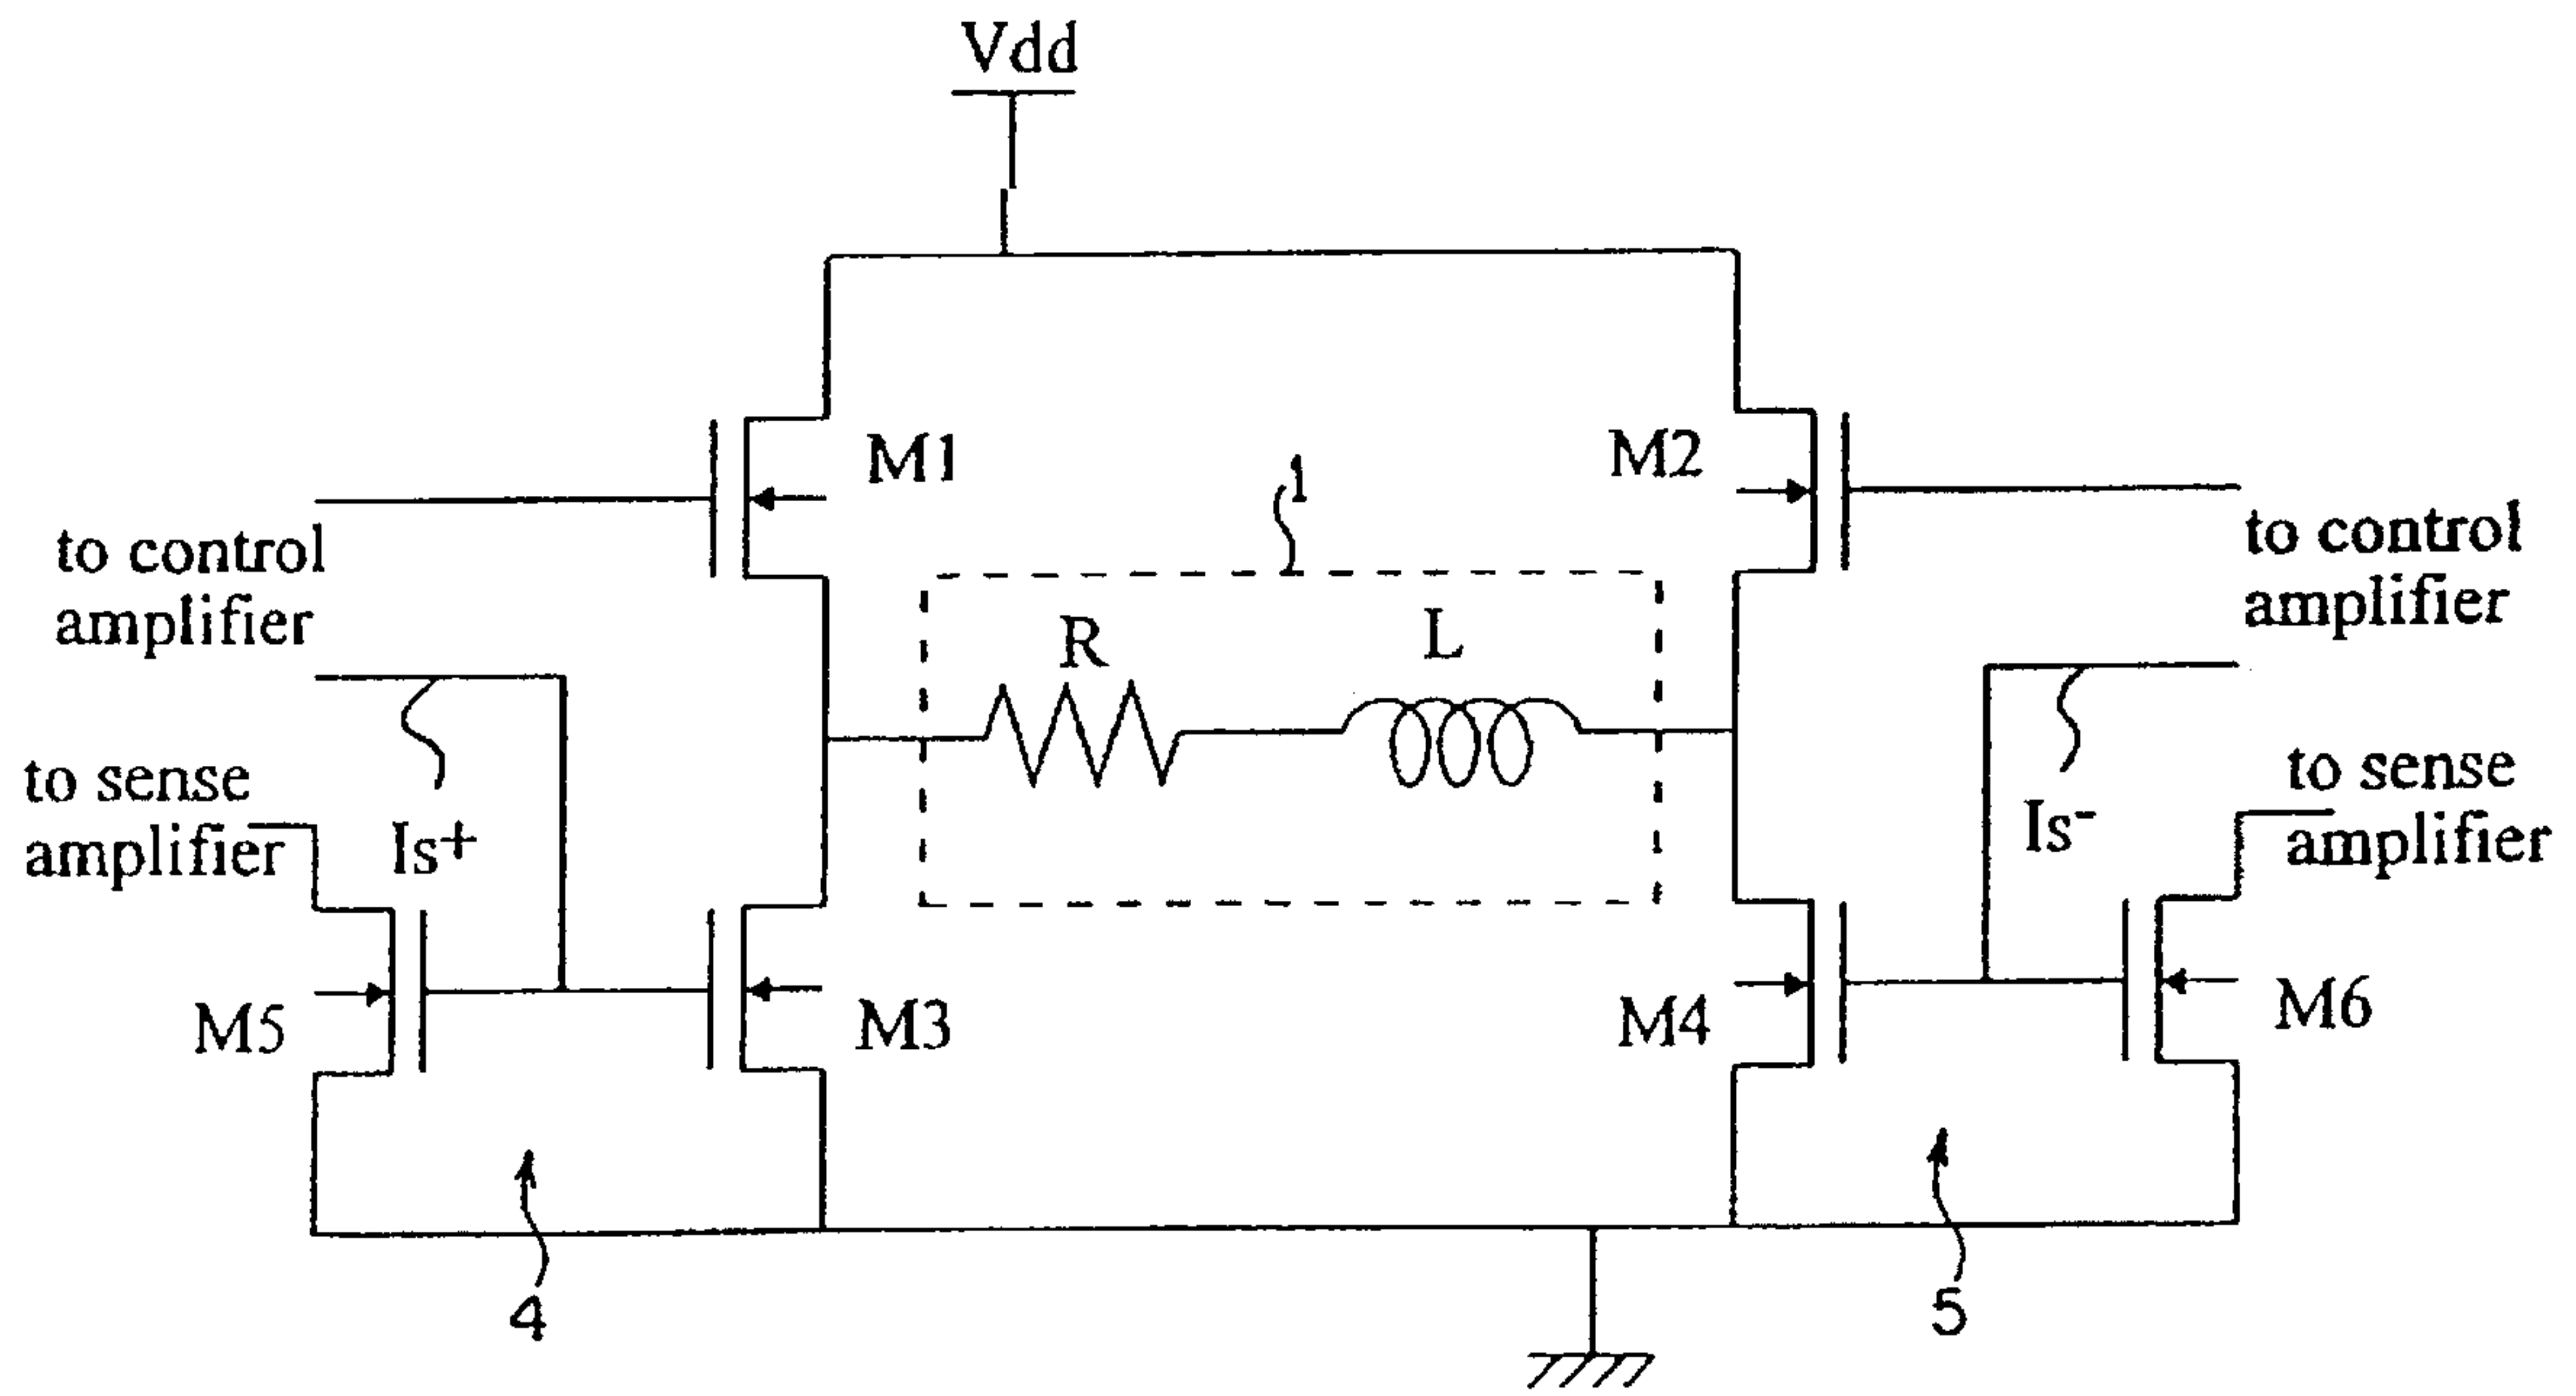 Vdd
M1
M2
1
to control
amplifier
to control
amplifier
R
L
to sense
amplifier
Is+
Is-
to sense
amplifier
M5
M3
M4
M6
4
5